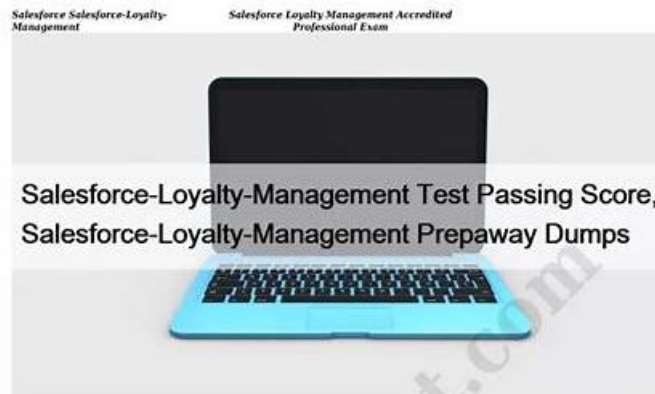 Salesforce Salesforce-Loyalty-
Management
Salesforce Loyalty Management Accredited
Professional Exam
Salesforce-Loyalty-Management Test Passing Score,
Salesforce-Loyalty-Management Prepaway Dumps
t.com